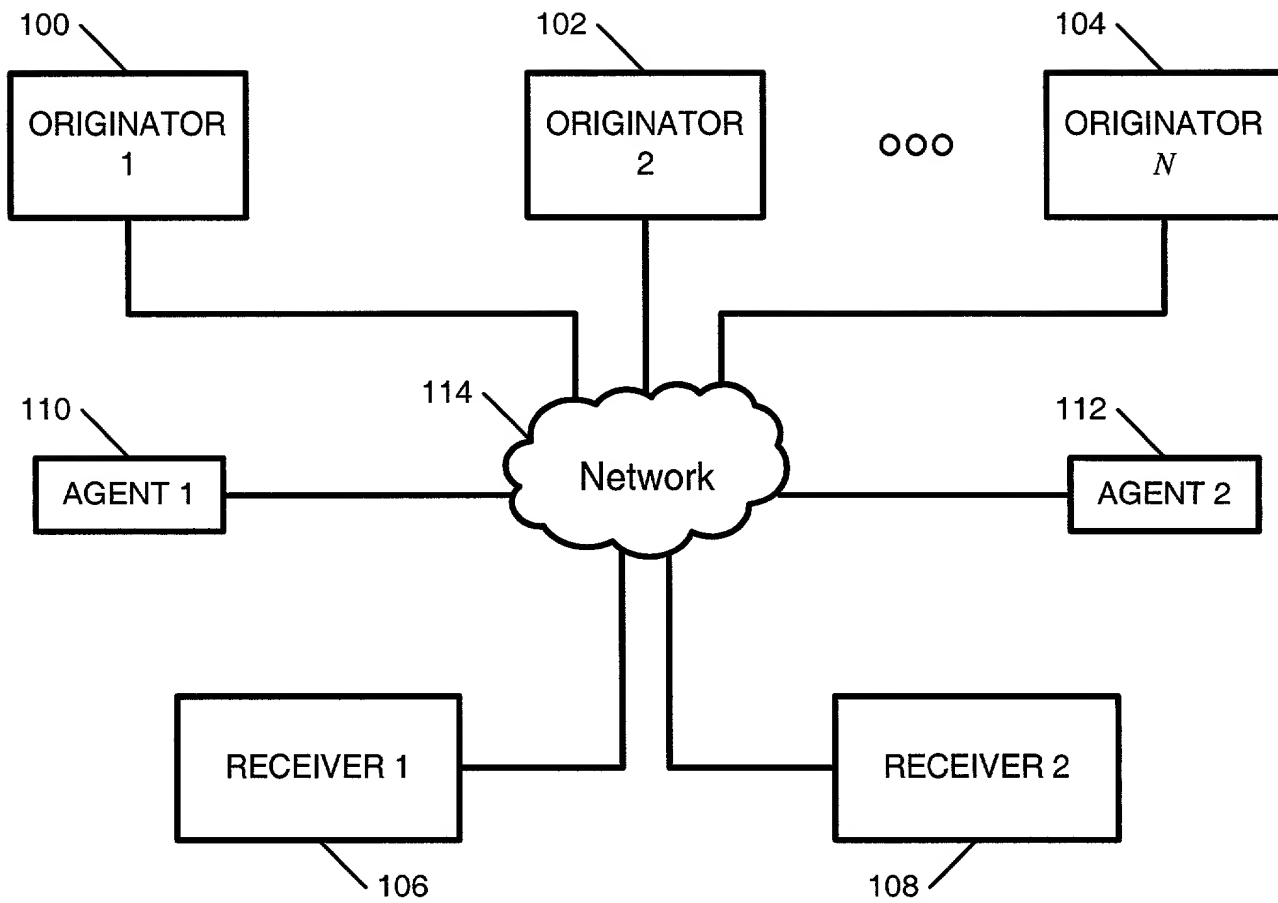 100
102
104
ORIGINATOR
1
ORIGINATOR
2
ooo
ORIGINATOR
N
110
114
112
AGENT 1
Network
AGENT 2
RECEIVER 1
RECEIVER 2
106
108